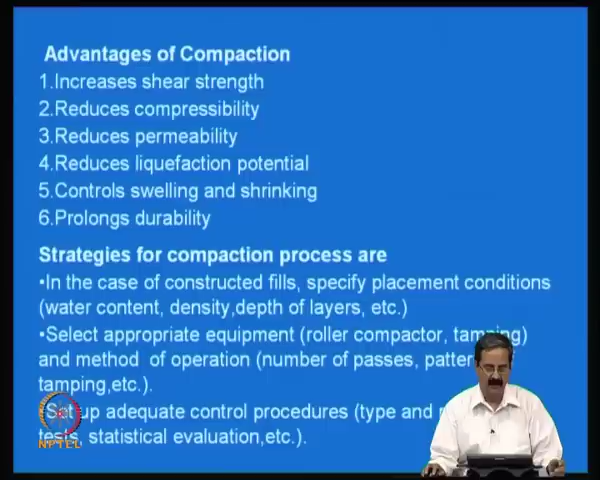 Advantages of Compaction
1.Increases shear strength
2.Reduces compressibility
3.Reduces permeability
4.Reduces liquefaction potential
5.Controls swelling and shrinking
6.Prolongs durability
Strategies for compaction process are
•In the case of constructed fills, specify placement conditions
(water content, density,depth of layers, etc.)
•Select appropriate equipment (roller compactor, tamping)
and method of operation (number of passes,
tamping,etc.).
•Set up adequate control procedures (type and
tests, statistical evaluation,etc.).
NPTEL